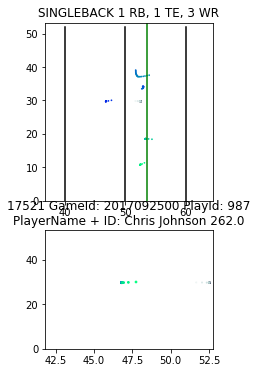 SINGLEBACK 1 RB, 1 TE, 3 WR
50
40
30
20
10
0
40 50 60
17521 GameId: 2017092500 PlayId: 987
PlayerName + ID: Chris Johnson 262.0
40
20
0
42.5 45.0 47.5 50.0 52.5